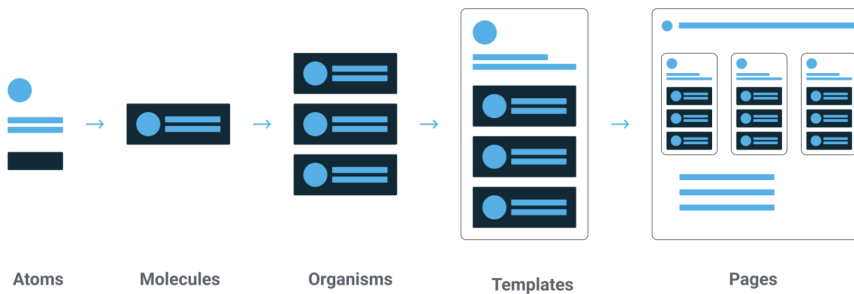 Atoms
Molecules
Organisms
Templates
Pages